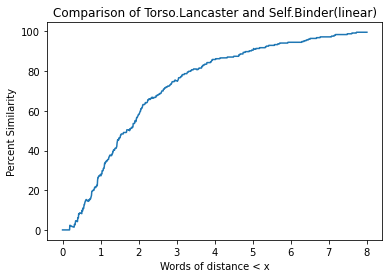 Comparison of Torso.Lancaster and Self.Binder(linear)
100
80
60
40
20
0
Percent Similarity
0 1 2 3 4 5 6 7 8
Words of distance < x